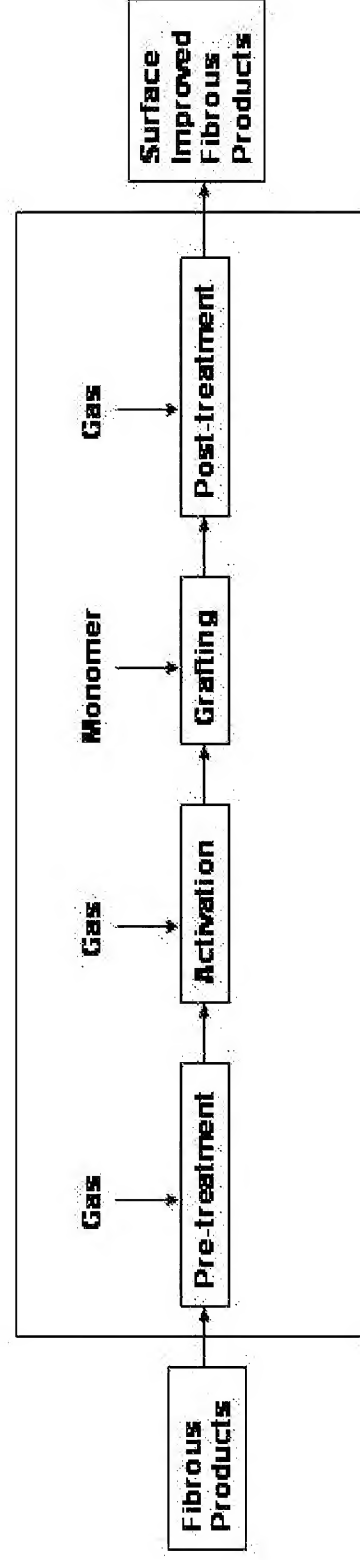 Gas
Gas
Monomer
Gas
Fibrous
Products
Pre-treatment
Activation
Grafting
Post-treatment
Surface
Improved
Fibrous
Products